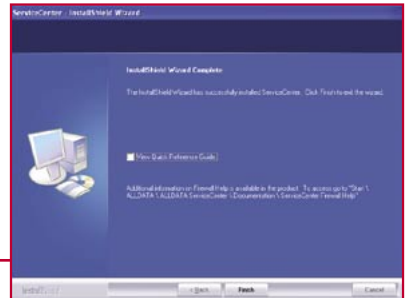 ServiceCenter - InstallShield Wizard
InstallShield Wizard Complete
The InstallShield Wizard has successfully installed ServiceCenter. Click Finish to exit the wizard.
View Quick Reference Guide
Additional information on Firewall Help is available in the product. To access go to "Start \
ALLDATA \ ALLDATA ServiceCenter \ Documentation \ ServiceCenter Firewall Help"
InstallShield
< Back
Finish
Cancel